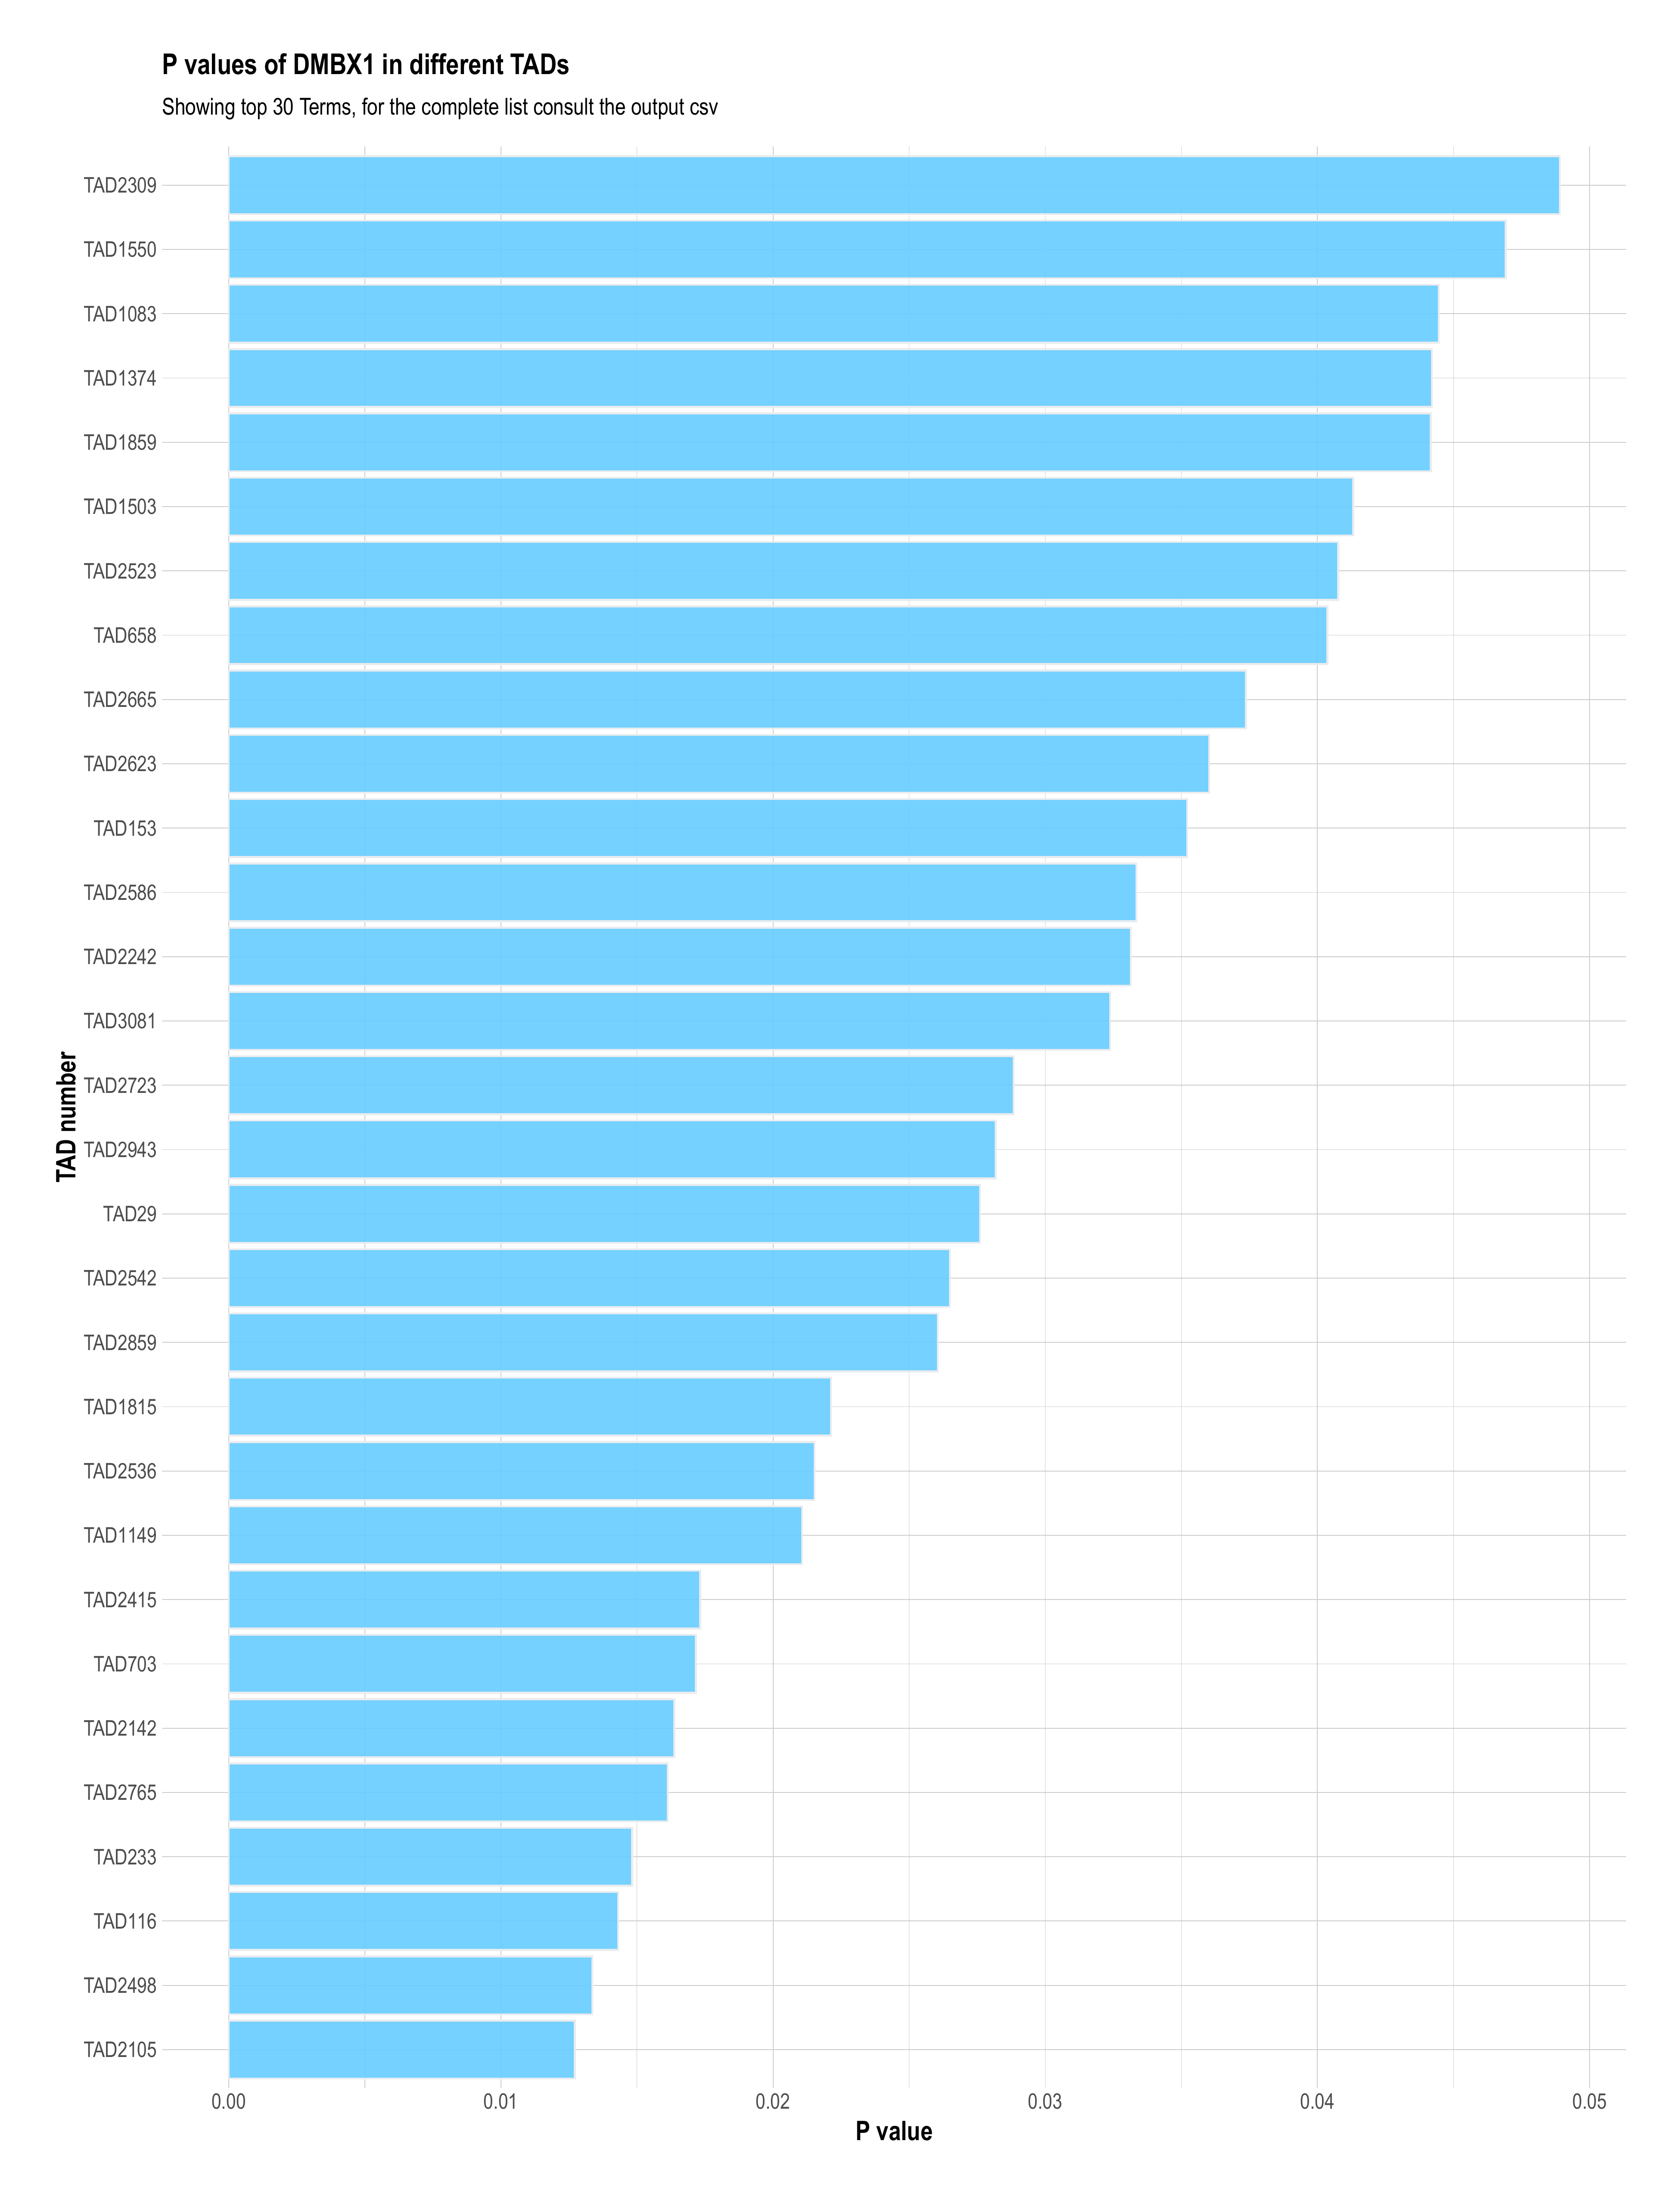 P values of DMBX1 in different TADs
Showing top 30 Terms, for the complete list consult the output csv
TAD number
TAD2309
TAD1550
TAD1083
TAD1374
TAD1859
TAD1503
TAD2523
TAD658
TAD2665
TAD2623
TAD153
TAD2586
TAD2242
TAD3081
TAD2723
TAD2943
TAD29
TAD2542
TAD2859
TAD1815
TAD2536
TAD1149
TAD2415
TAD703
TAD2142
TAD2765
TAD233
TAD116
TAD2498
TAD2105
0.00 0.01 0.02 0.03 0.04 0.05
P value